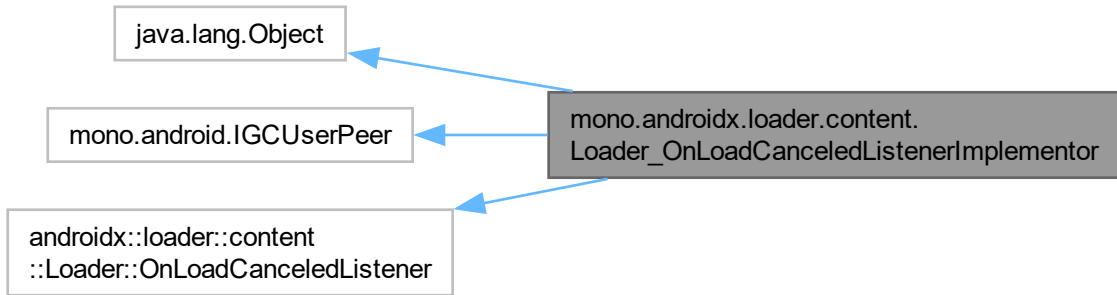 java.lang.Object
mono.android.IGCUserPeer
androidx::loader::content
::Loader::OnLoadCanceledListener
mono.androidx.loader.content.
Loader_OnLoadCanceledListenerImplementor